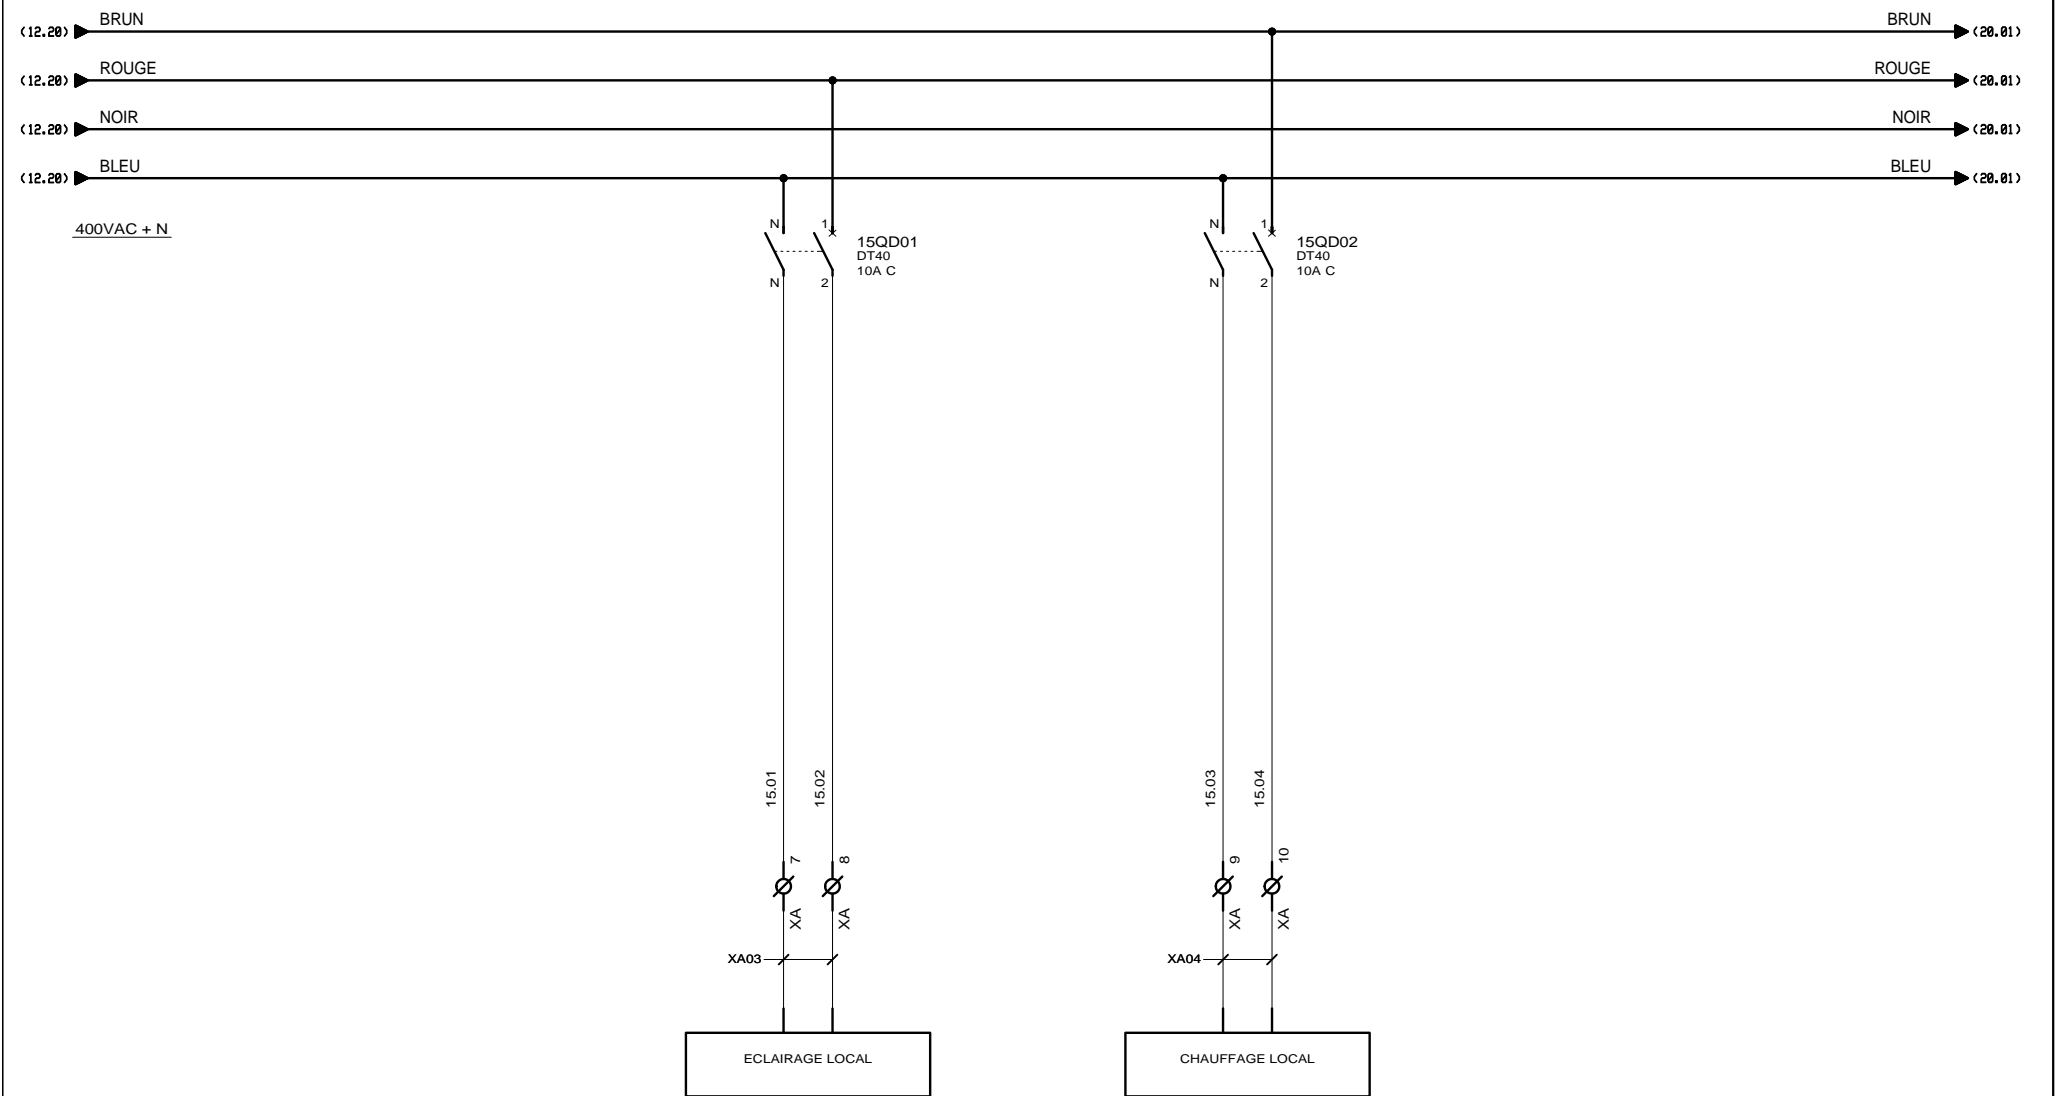 BRUN BRUN
(12.20) (20.01)
ROUGE ROUGE
(12.20) (20.01)
NOIR NOIR
(12.20) (20.01)
BLEU BLEU
(12.20) (20.01)
400VAC + N
N 1 N 1
15QD01 15QD02
DT40 DT40
10A C 10A C
N 2 N 2
15.01 15.02 15.03 15.04
7 8 9 10
XA XA XA XA
XA03 XA04
ECLAIRAGE LOCAL CHAUFFAGE LOCAL